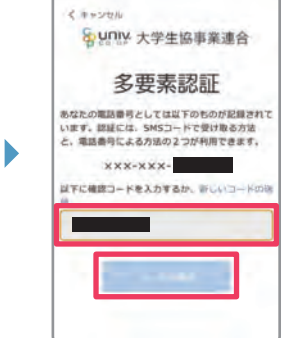 < キャンセル
univ CO-OP 大学生協事業連合
多要素認証
あなたの電話番号としては以下のものが記録されて
います。認証には、SMSコードで受け取る方法
と、電話番号による方法の2つが利用できます。
×××-×××-
以下に確認コードを入力するか、新しいコードの送